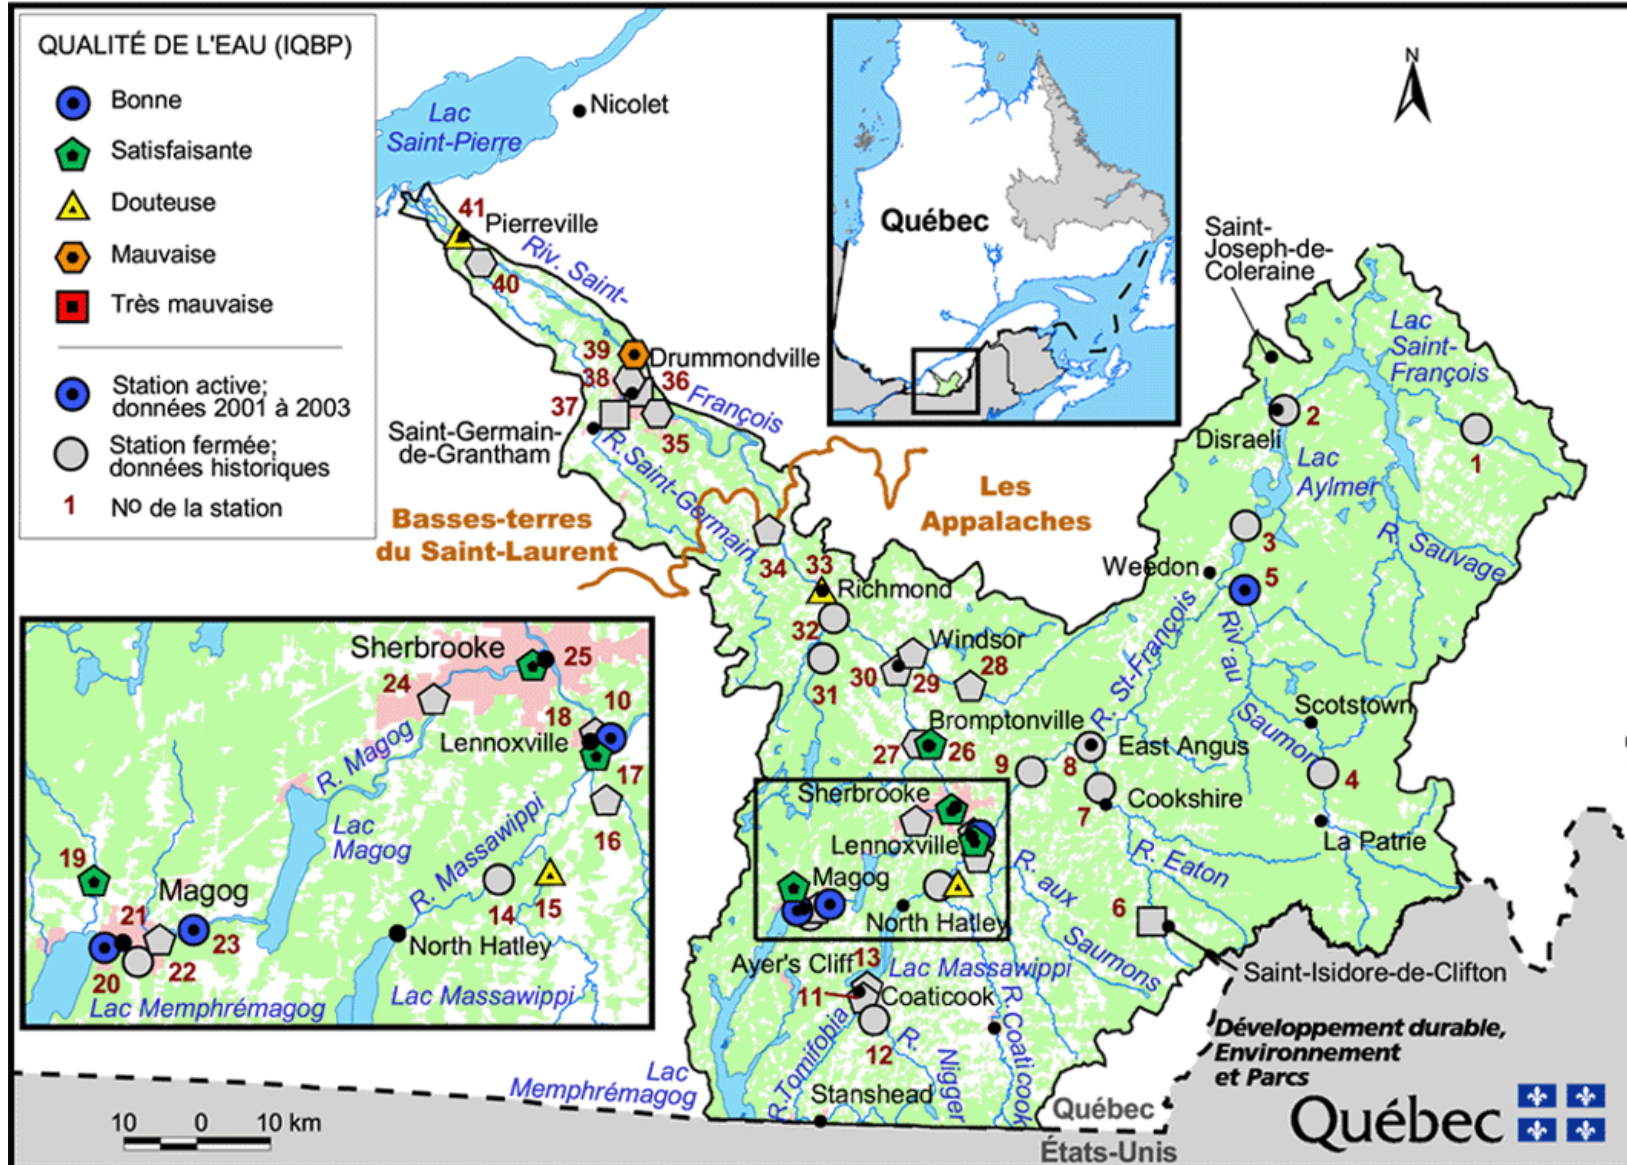 QUALITÉ DE L'EAU (IQBP)
Bonne
Satisfaisante
Douteuse
Mauvaise
Très mauvaise
Station active;
données 2001 à 2003
Station fermée;
données historiques
1 No de la station
Lac
Saint-Pierre
Nicolet
41
Pierreville
40
Riv. Saint-
François
39
Drummondville
38
36
37
35
Saint-Germain-
de-Grantham
R. Saint-Germain
Basses-terres
du Saint-Laurent
Les
Appalaches
Québec
N
Saint-
Joseph-de-
Coleraine
Lac
Saint-
François
1
2
Disraeli
Lac
Aylmer
3
R. Sauvage
Weedon
5
R. St-François
Riv. au
Saumon
Scotstown
4
La Patrie
34
33
Richmond
32
31
Windsor
30
29
28
Bromptonville
27
26
9
8
East Angus
7
Cookshire
Sherbrooke
Lennoxville
Magog
North Hatley
R. aux
Saumons
R. Eaton
6
Saint-Isidore-de-Clifton
Ayer's Cliff
13
Lac Massawippi
11
Coaticook
12
R. Tomifobia
R.
Nigger
R. Coaticook
Stanshead
Lac
Memphrémagog
Sherbrooke
25
24
10
18
Lennoxville
17
16
R. Magog
Lac
Magog
R. Massawippi
14
15
19
Magog
21
20
22
23
North Hatley
Lac Memphrémagog
Lac Massawippi
10 0 10 km
Québec
États-Unis
Développement durable,
Environnement
et Parcs
Québec